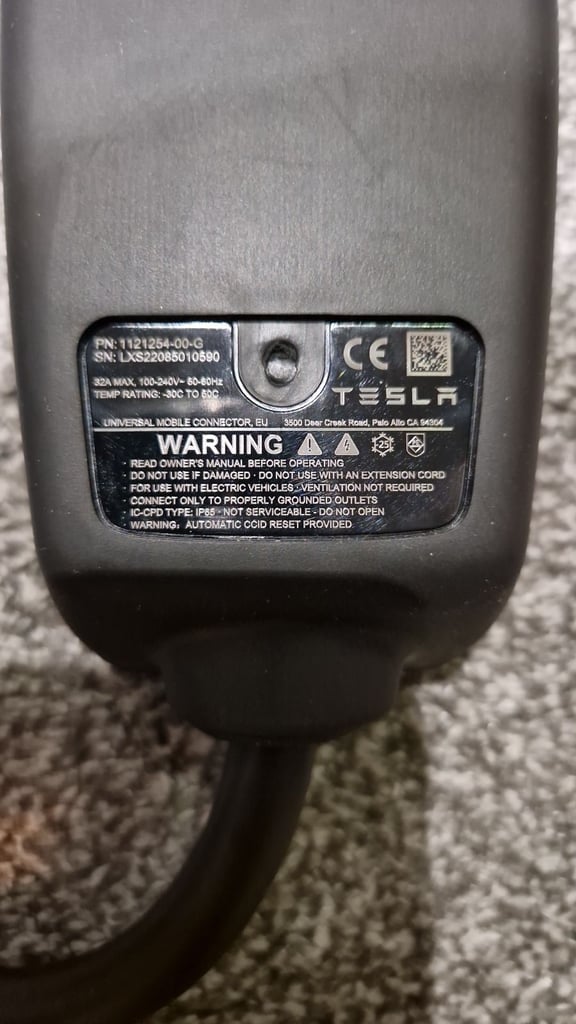 PN: 1121254-00-G
SN: LXS22085010590
32A MAX, 100-240V~ 50-60Hz
TEMP RATING: -30C TO 50C
CE
TESLA
UNIVERSAL MOBILE CONNECTOR, EU
3500 Deer Creek Road, Palo Alto CA 94304
WARNING
-25
· READ OWNER'S MANUAL BEFORE OPERATING
· DO NOT USE IF DAMAGED · DO NOT USE WITH AN EXTENSION CORD
· FOR USE WITH ELECTRIC VEHICLES · VENTILATION NOT REQUIRED
· CONNECT ONLY TO PROPERLY GROUNDED OUTLETS
· IC-CPD TYPE: IP55 · NOT SERVICEABLE - DO NOT OPEN
· WARNING: AUTOMATIC CCID RESET PROVIDED